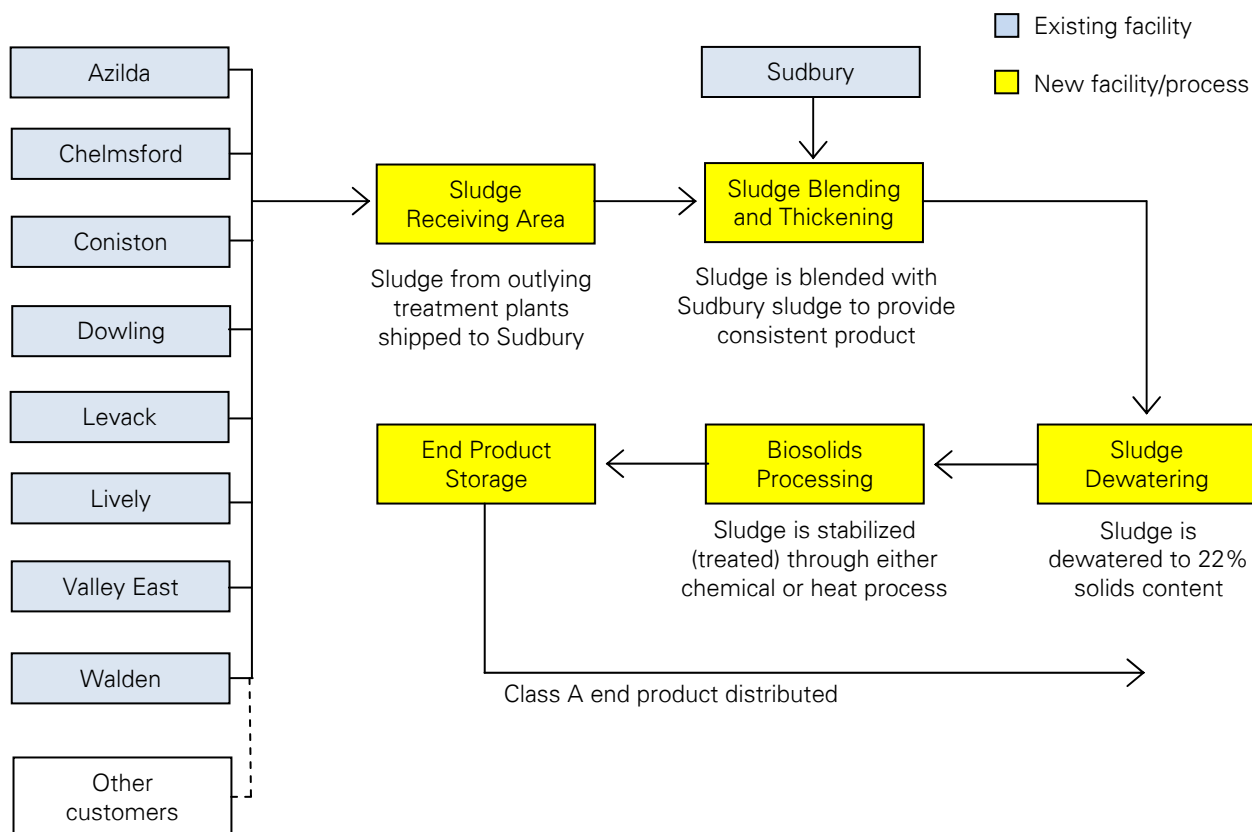 Existing facility
New facility/process
Azilda
Chelmsford
Coniston
Dowling
Levack
Lively
Valley East
Walden
Other
customers
Sludge
Receiving Area
Sludge from outlying
treatment plants
shipped to Sudbury
Sudbury
Sludge Blending
and Thickening
Sludge is blended with
Sudbury sludge to provide
consistent product
Sludge
Dewatering
Sludge is
dewatered to 22%
solids content
Biosolids
Processing
Sludge is stabilized
(treated) through either
chemical or heat process
End Product
Storage
Class A end product distributed